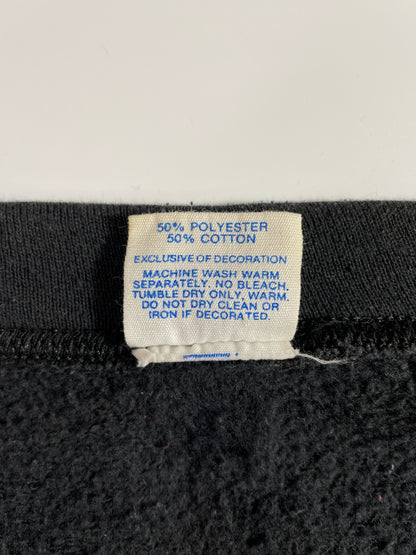 50% POLYESTER
50% COTTON
EXCLUSIVE OF DECORATION
MACHINE WASH WARM
SEPARATELY. NO BLEACH.
TUMBLE DRY ONLY, WARM.
DO NOT DRY CLEAN OR
IRON IF DECORATED.